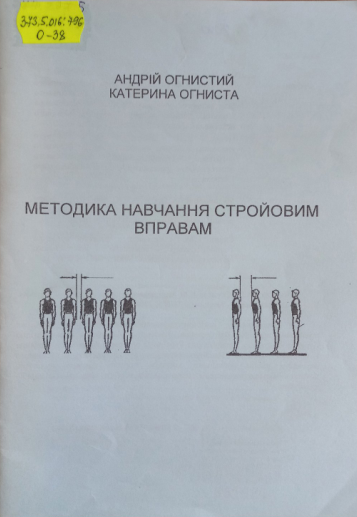 373.5.016:796
О-38
АНДРІЙ ОГНИСТИЙ
КАТЕРИНА ОГНИСТА
МЕТОДИКА НАВЧАННЯ СТРОЙОВИМ
ВПРАВАМ